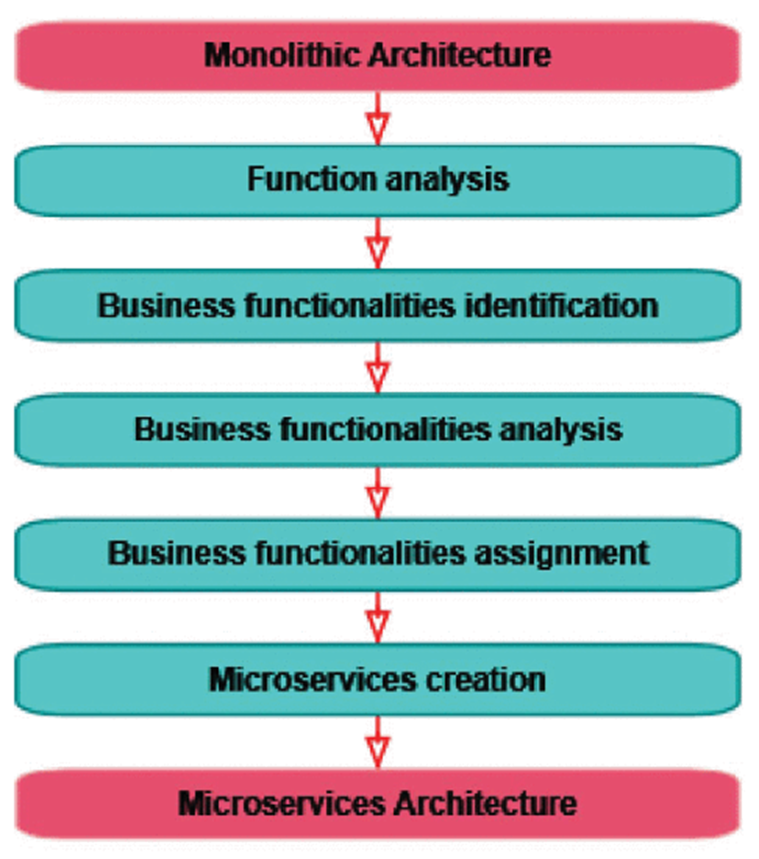 Monolithic Architecture
Function analysis
Business functionalities identification
Business functionalities analysis
Business functionalities assignment
Microservices creation
Microservices Architecture